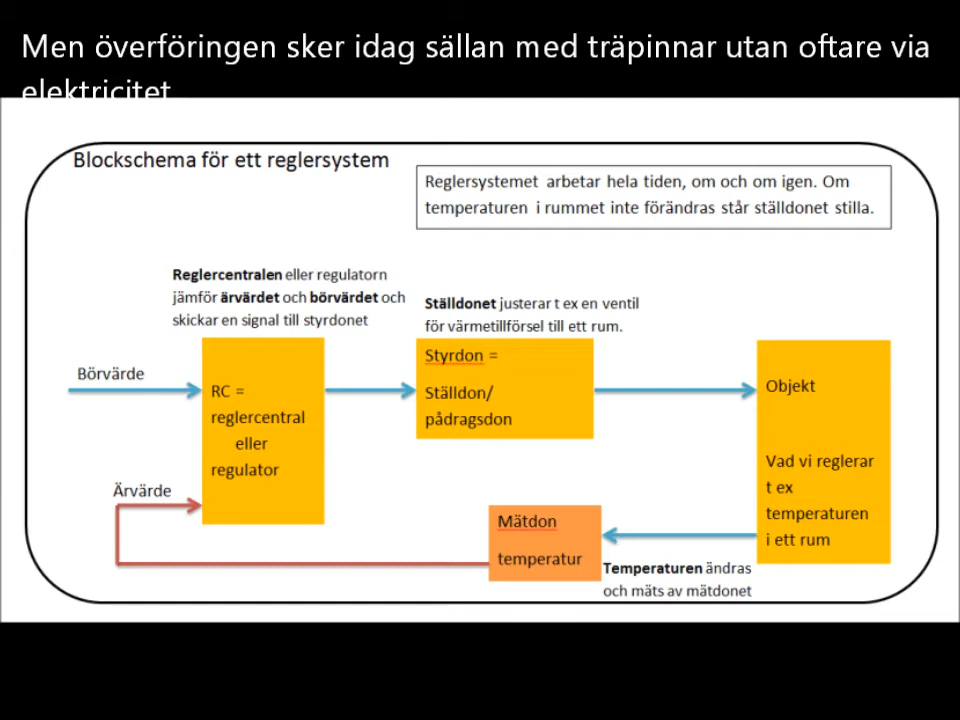 Men överföringen sker idag sällan med träpinnar utan oftare via
elektricitet
Blockschema för ett reglersystem
Reglersystemet arbetar hela tiden, om och om igen. Om
temperaturen i rummet inte förändras står ställdonet stilla.
Reglercentralen eller regulatorn
jämför ärvärdet och börvärdet och
skickar en signal till styrdonet
Ställdonet justerar t ex en ventil
för värmetillförsel till ett rum.
Börvärde
RC =
reglercentral
eller
regulator
Styrdon =
Ställdon/
pådragsdon
Objekt
Vad vi reglerar
t ex
temperaturen
i ett rum
Ärvärde
Mätdon
temperatur
Temperaturen ändras
och mäts av mätdonet